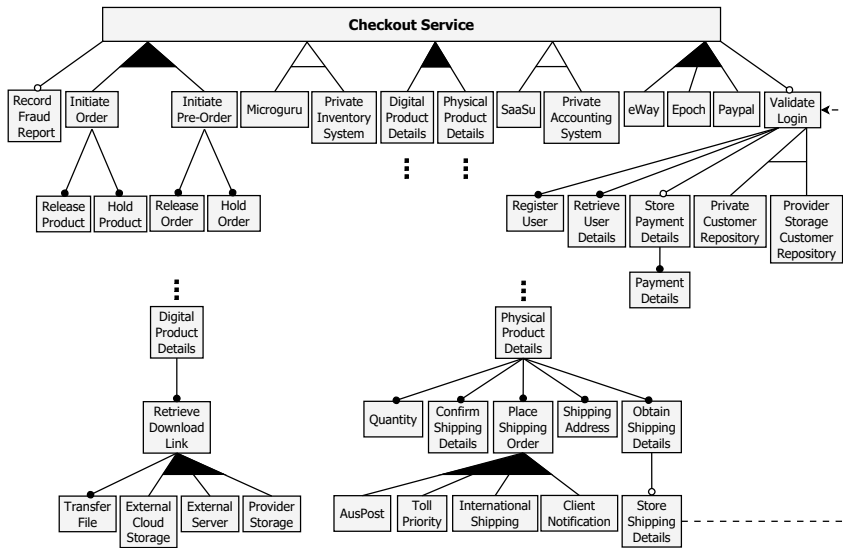 Checkout Service
Record
Fraud
Report
Initiate
Order
Initiate
Pre-Order
Microguru
Private
Inventory
System
Digital
Product
Details
Physical
Product
Details
SaaSu
Private
Accounting
System
eWay
Epoch
Paypal
Validate
Login
Release
Product
Hold
Product
Release
Order
Hold
Order
Register
User
Retrieve
User
Details
Store
Payment
Details
Private
Customer
Repository
Provider
Storage
Customer
Repository
Payment
Details
Digital
Product
Details
Physical
Product
Details
Retrieve
Download
Link
Quantity
Confirm
Shipping
Details
Place
Shipping
Order
Shipping
Address
Obtain
Shipping
Details
Transfer
File
External
Cloud
Storage
External
Server
Provider
Storage
AusPost
Toll
Priority
International
Shipping
Client
Notification
Store
Shipping
Details